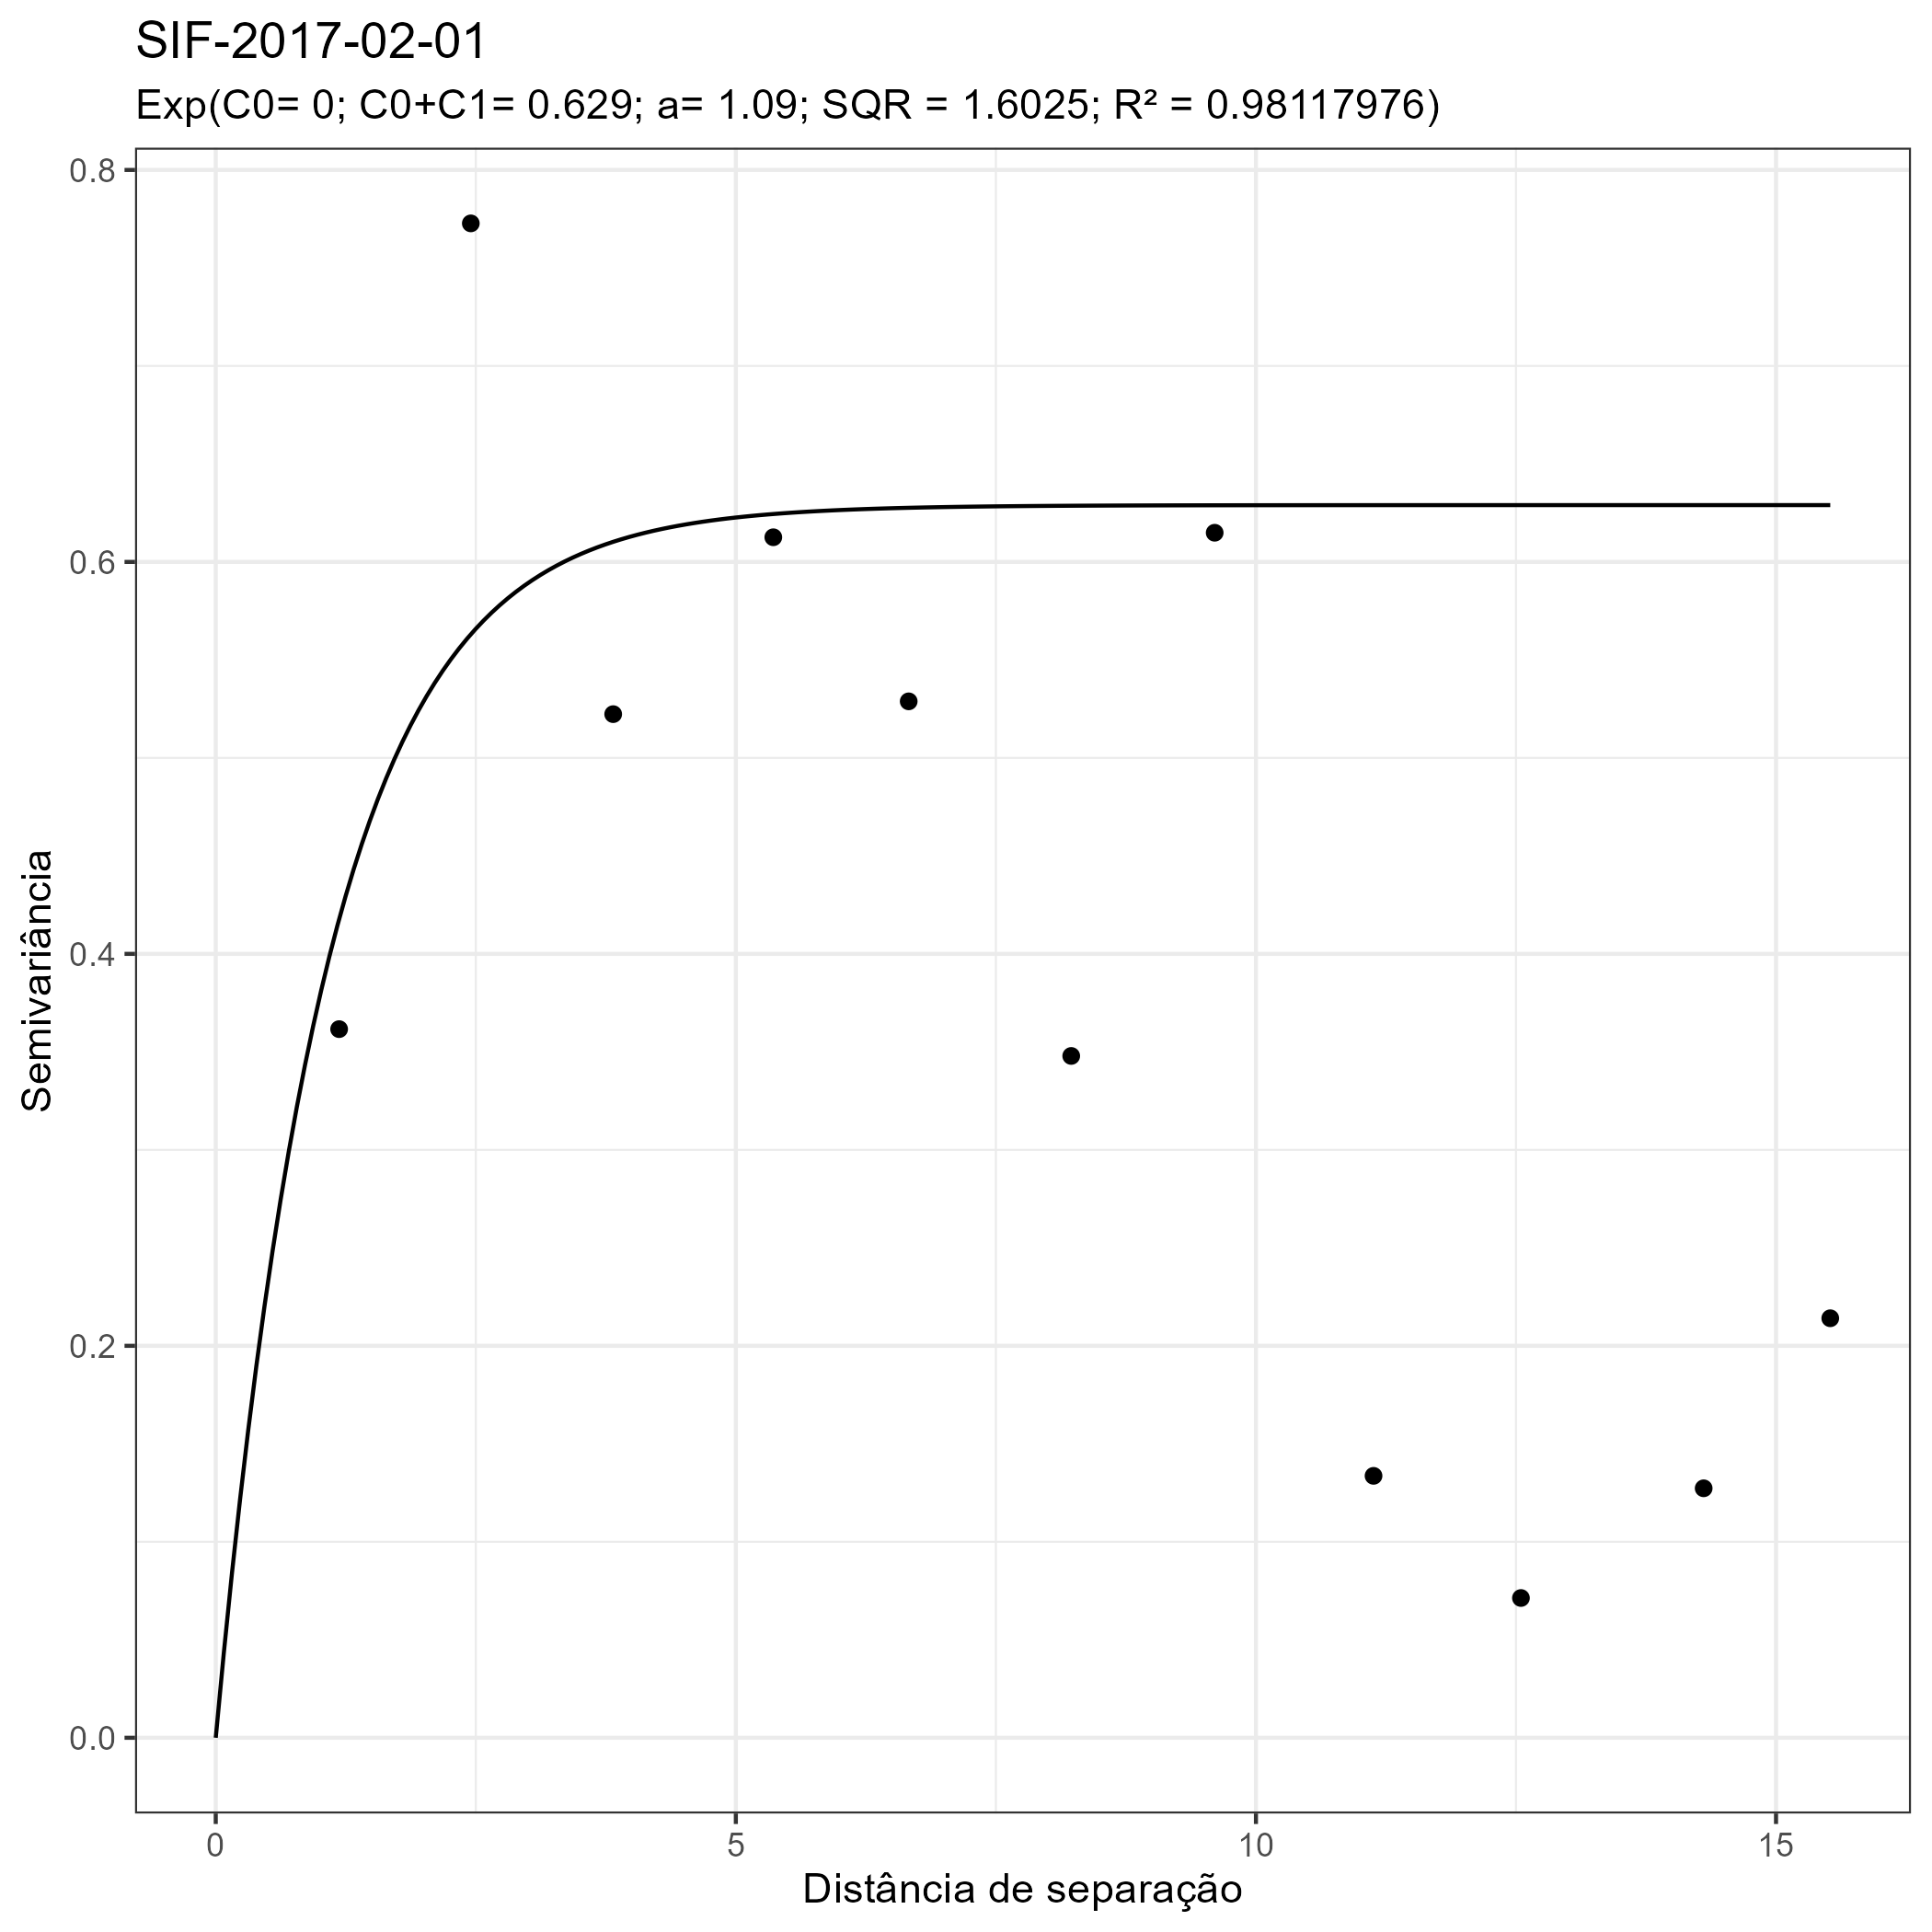 SIF-2017-02-01
Exp(C0= 0; C0+C1= 0.629; a= 1.09; SQR = 1.6025; R² = 0.98117976)
0.8
0.6
0.4
0.2
0.0
Semivariância
0
5
10
15
Distância de separação